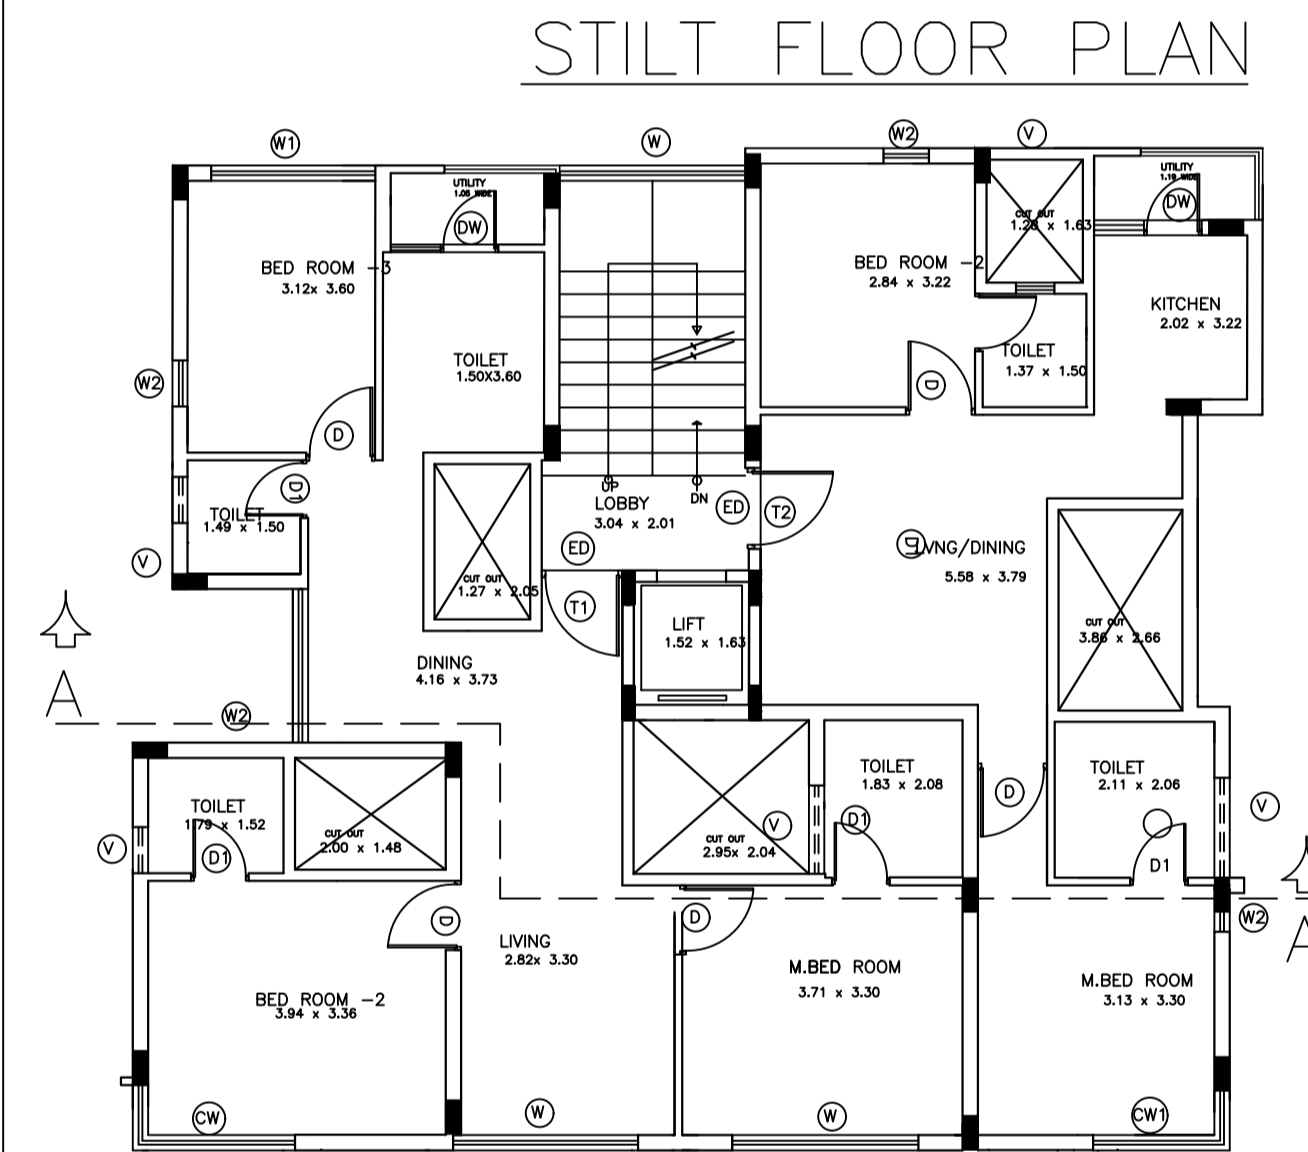 STILT FLOOR PLAN
W1
W
W2
V
UTILITY
1.05 WIDE
DW
UTILITY
1.19 WIDE
DW
CUT OUT
1.28 x 1.63
BED ROOM -3
3.12x 3.60
BED ROOM -2
2.84 x 3.22
KITCHEN
2.02 x 3.22
TOILET
1.50X3.60
TOILET
1.37 x 1.50
W2
D
D
D1
TOILET
1.49 x 1.50
UP
DN
LOBBY
3.04 x 2.01
ED
T2
ED
V
D
LVNG/DINING
5.58 x 3.79
CUT OUT
1.27 x 2.05
T1
LIFT
1.52 x 1.63
CUT OUT
3.86 x 2.66
DINING
4.16 x 3.73
A
W2
TOILET
1.83 x 2.08
TOILET
2.11 x 2.06
D
TOILET
1.79 x 1.52
CUT OUT
2.00 x 1.48
V
D1
V
V
D1
CUT OUT
2.95x 2.04
D1
D
D
W2
A
LIVING
2.82x 3.30
M.BED ROOM
3.71 x 3.30
M.BED ROOM
3.13 x 3.30
BED ROOM -2
3.94 x 3.36
CW
W
W
CW1